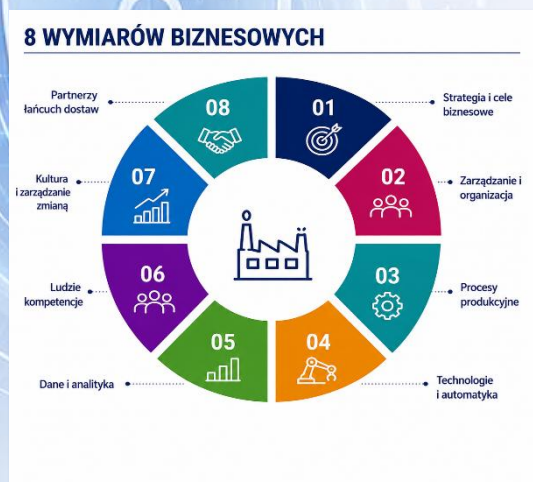 8 WYMIARÓW BIZNESOWYCH
01
Strategia i cele
biznesowe
02
Zarządzanie i
organizacja
03
Procesy
produkcyjne
04
Technologie
i automatyka
05
Dane i analityka
06
Ludzie
kompetencje
07
Kultura
i zarządzanie
zmianą
08
Partnerzy
łańcuch dostaw